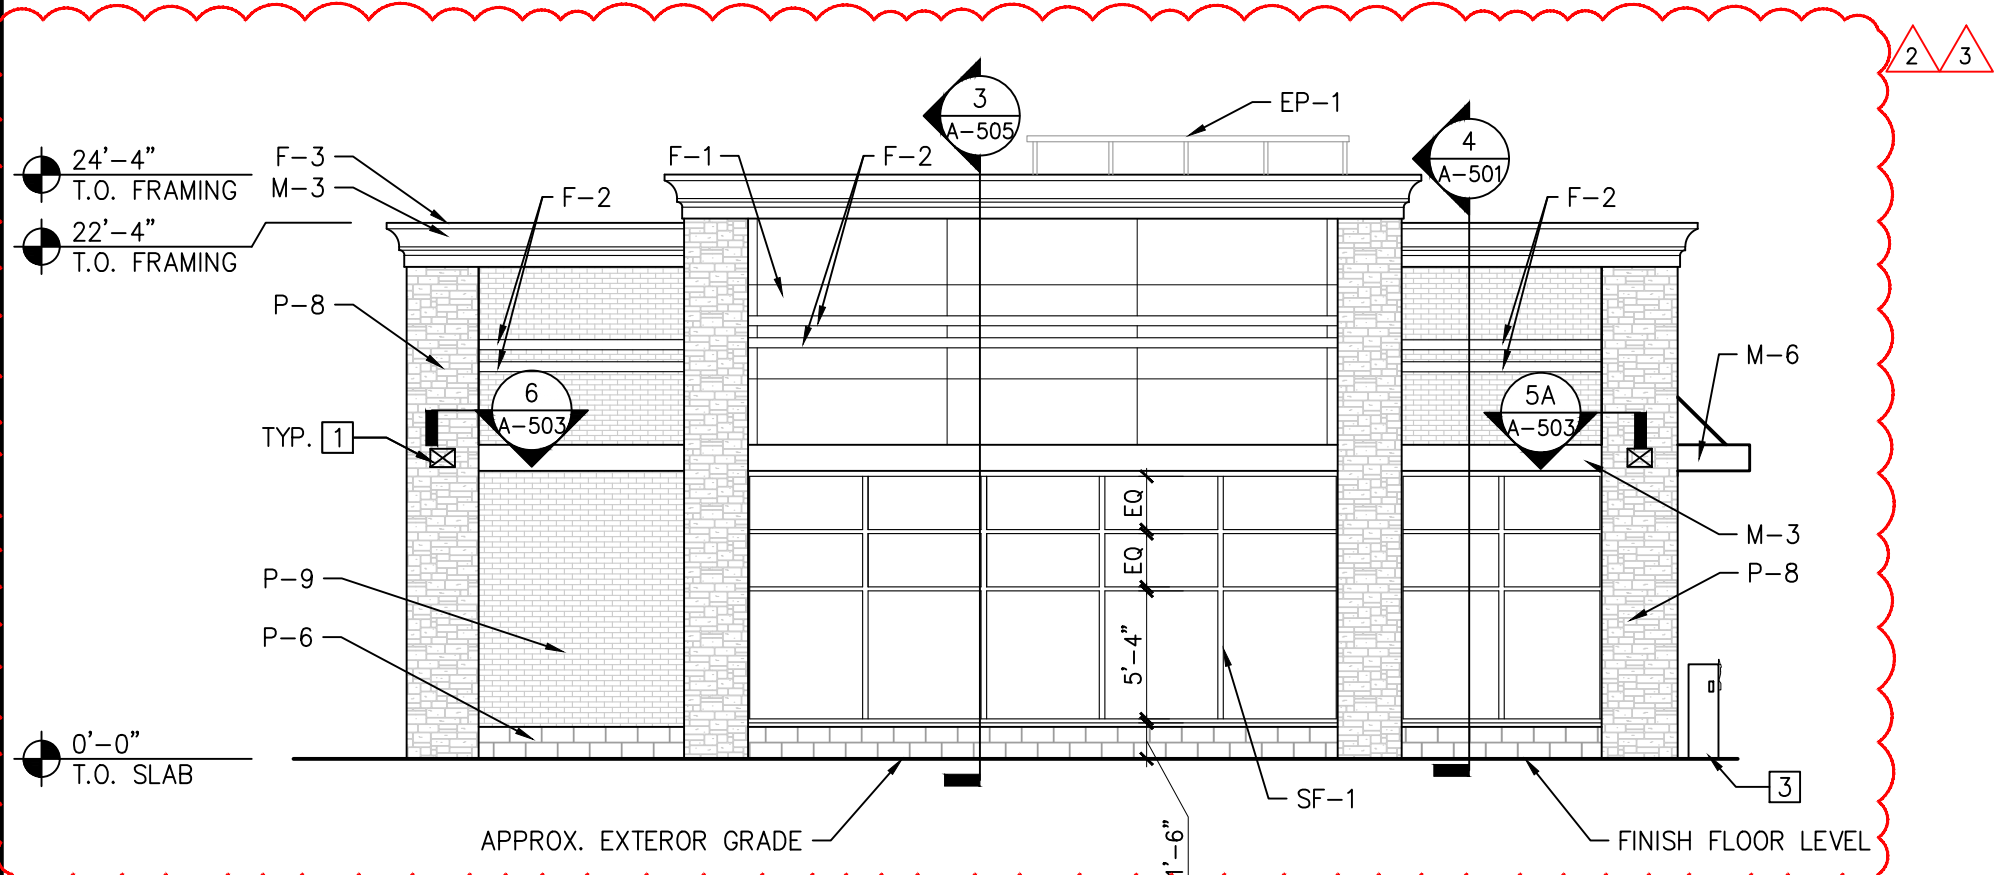 2
3
3
A-505
EP-1
4
A-501
24'-4"
T.O. FRAMING
F-3
M-3
F-1
F-2
F-2
F-2
22'-4"
T.O. FRAMING
P-8
M-6
6
A-503
5A
A-503
TYP. 1
EQ
EQ
M-3
P-9
P-8
P-6
5'-4"
0'-0"
T.O. SLAB
3
SF-1
1'-6"
APPROX. EXTEROR GRADE
FINISH FLOOR LEVEL